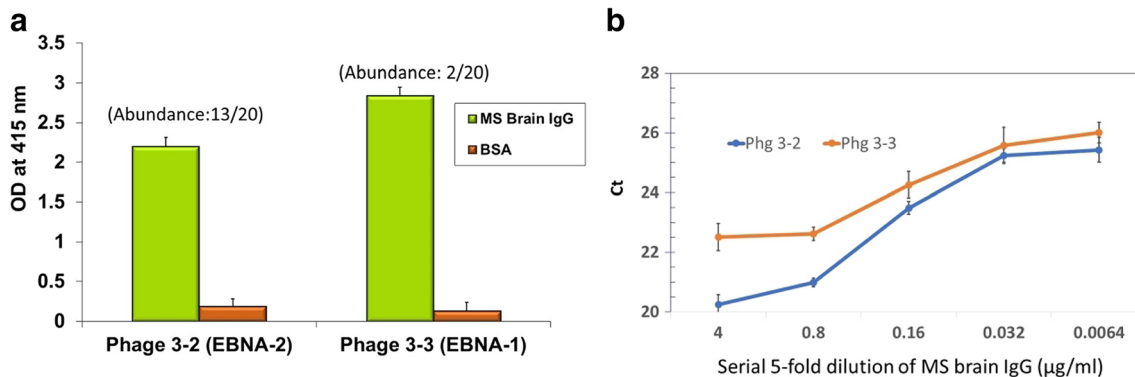 a
3.5
3
2.5
2
1.5
1
0.5
0
OD at 415 nm
(Abundance:13/20)
(Abundance: 2/20)
MS Brain IgG
BSA
Phage 3-2 (EBNA-2)
Phage 3-3 (EBNA-1)
b
28
26
24
22
20
Ct
Phg 3-2
Phg 3-3
4
0.8
0.16
0.032
0.0064
Serial 5-fold dilution of MS brain IgG (µg/ml)